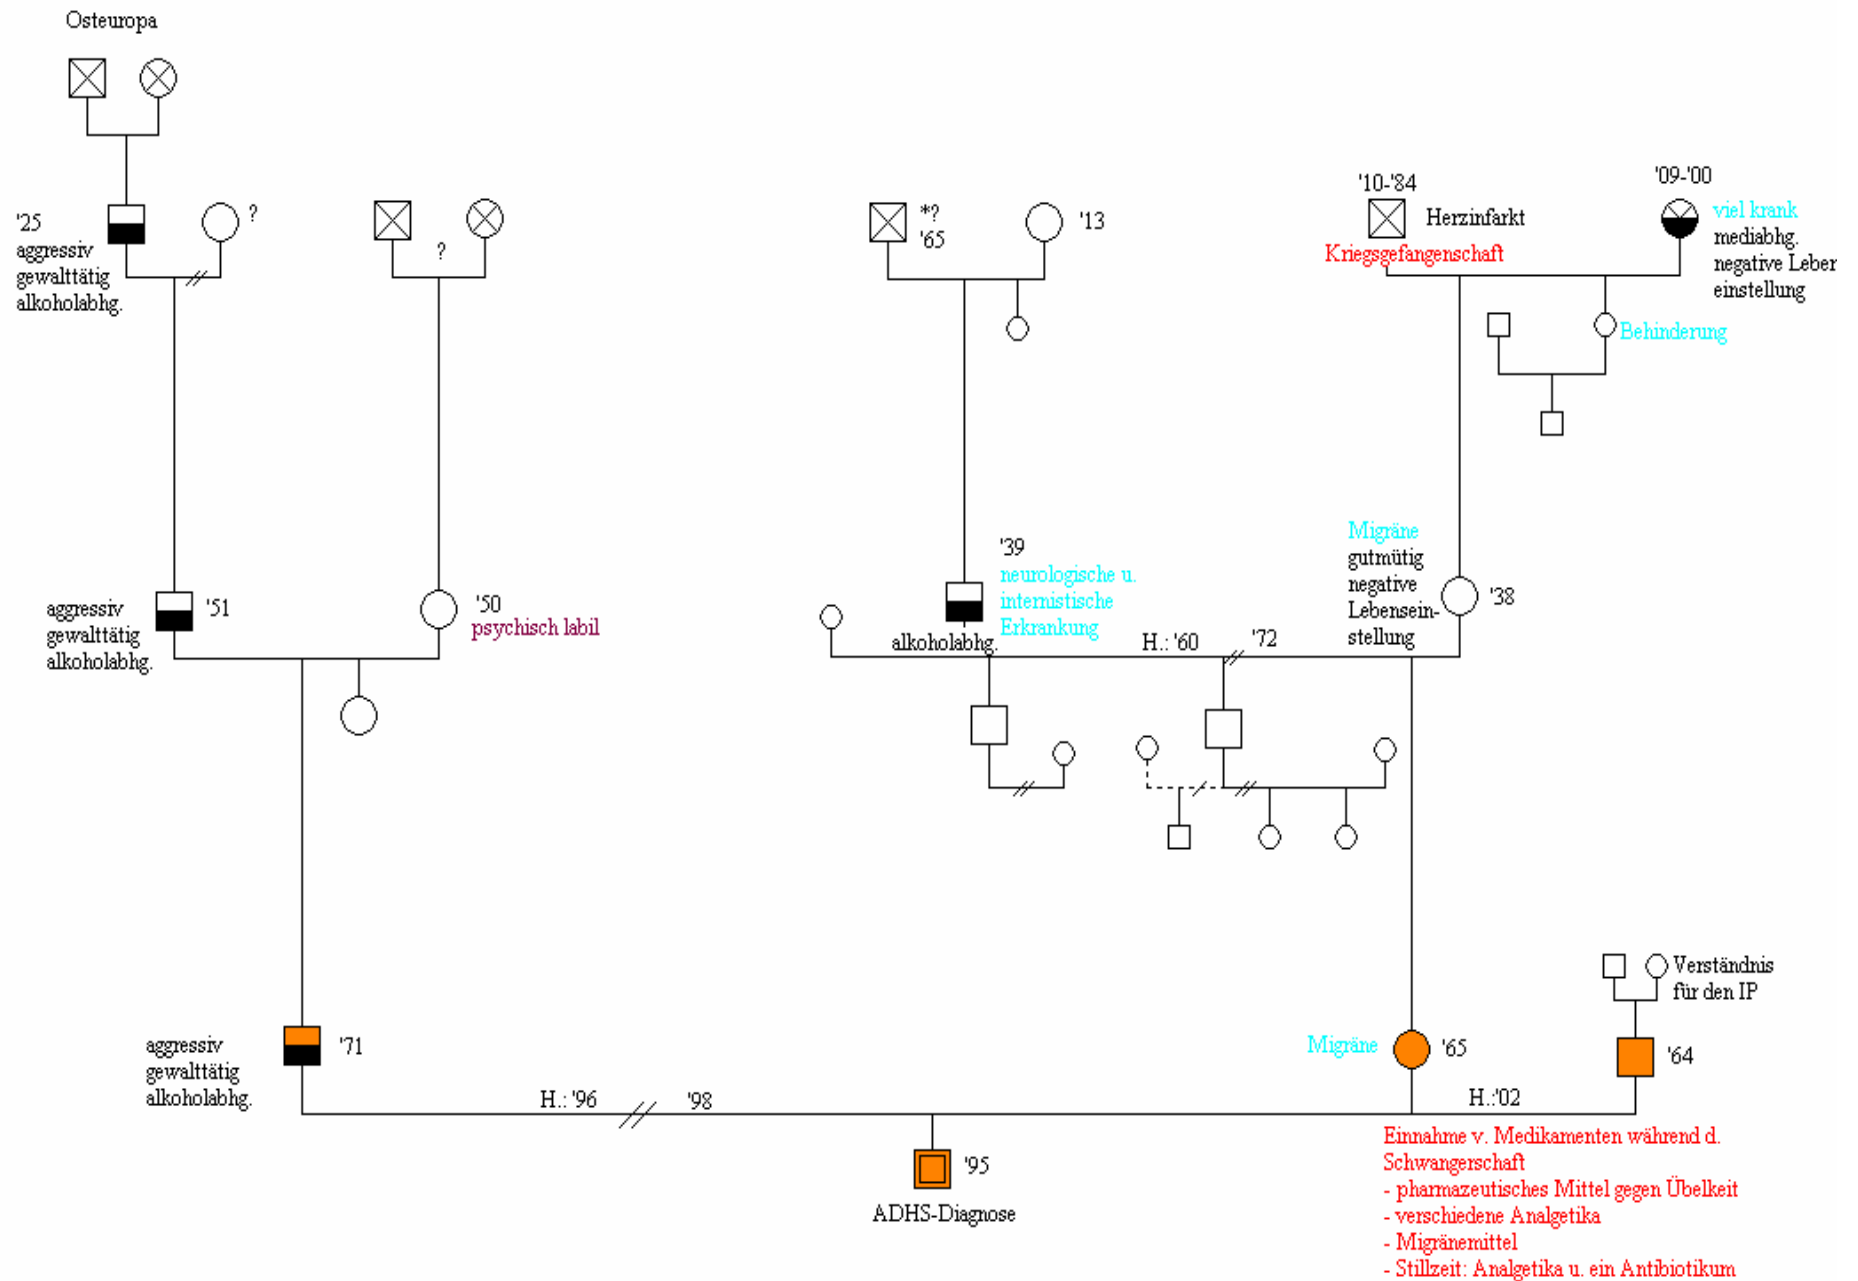 Osteuropa
'25
aggressiv
gewalttätig
alkoholabhg.
?
?
*?
'65
'13
'10-'84
Herzinfarkt
Kriegsgefangenschaft
'09-'00
viel krank
mediabhg.
negative Leber
einstellung
Behinderung
aggressiv
gewalttätig
alkoholabhg.
'51
'50
psychisch labil
'39
neurologische u.
internistische
Erkrankung
alkoholabhg.
H.: '60
'72
Migräne
gutmütig
negative
Lebensein-
stellung
'38
aggressiv
gewalttätig
alkoholabhg.
'71
Migräne
'65
Verständnis
für den IP
'64
H.: '96
'98
H.:'02
'95
ADHS-Diagnose
Einnahme v. Medikamenten während d.
Schwangerschaft
- pharmazeutisches Mittel gegen Übelkeit
- verschiedene Analgetika
- Migränemittel
- Stillzeit: Analgetika u. ein Antibiotikum